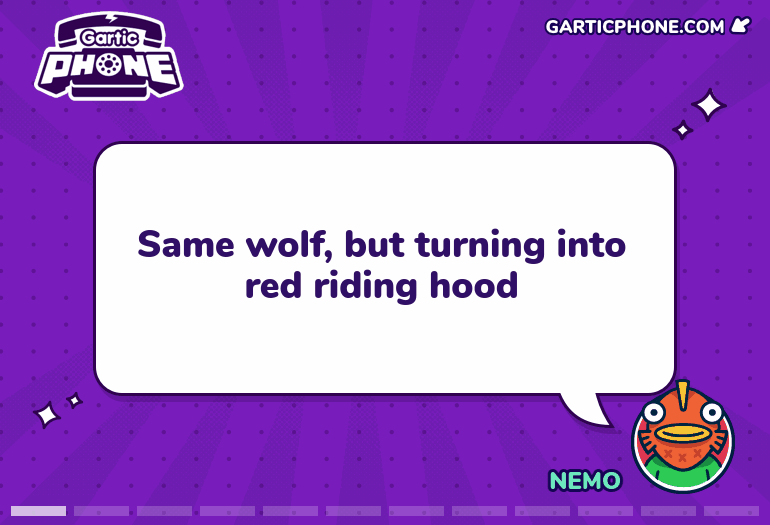 Gartic
PHONE
GARTICPHONE.COM
Same wolf, but turning into
red riding hood
NEMO